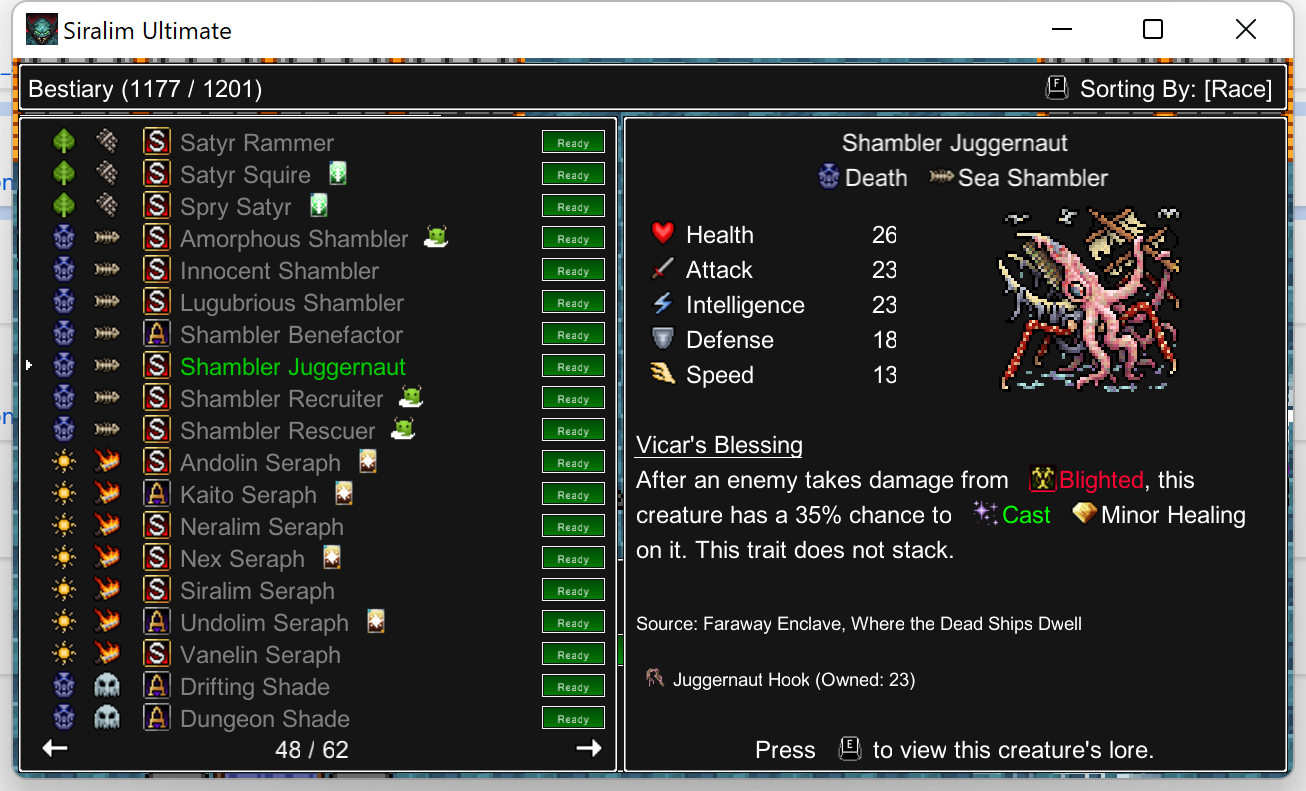 Siralim Ultimate
Bestiary (1177 / 1201)
F Sorting By: [Race]
S Satyr Rammer Ready
S Satyr Squire Ready
S Spry Satyr Ready
S Amorphous Shambler Ready
S Innocent Shambler Ready
S Lugubrious Shambler Ready
A Shambler Benefactor Ready
S Shambler Juggernaut Ready
S Shambler Recruiter Ready
S Shambler Rescuer Ready
S Andolin Seraph Ready
A Kaito Seraph Ready
S Neralim Seraph Ready
S Nex Seraph Ready
S Siralim Seraph Ready
A Undolim Seraph Ready
S Vanelin Seraph Ready
A Drifting Shade Ready
A Dungeon Shade Ready
48 / 62
Shambler Juggernaut
Death Sea Shambler
Health 26
Attack 23
Intelligence 23
Defense 18
Speed 13
Vicar's Blessing
After an enemy takes damage from Blighted, this
creature has a 35% chance to Cast Minor Healing
on it. This trait does not stack.
Source: Faraway Enclave, Where the Dead Ships Dwell
Juggernaut Hook (Owned: 23)
Press E to view this creature's lore.